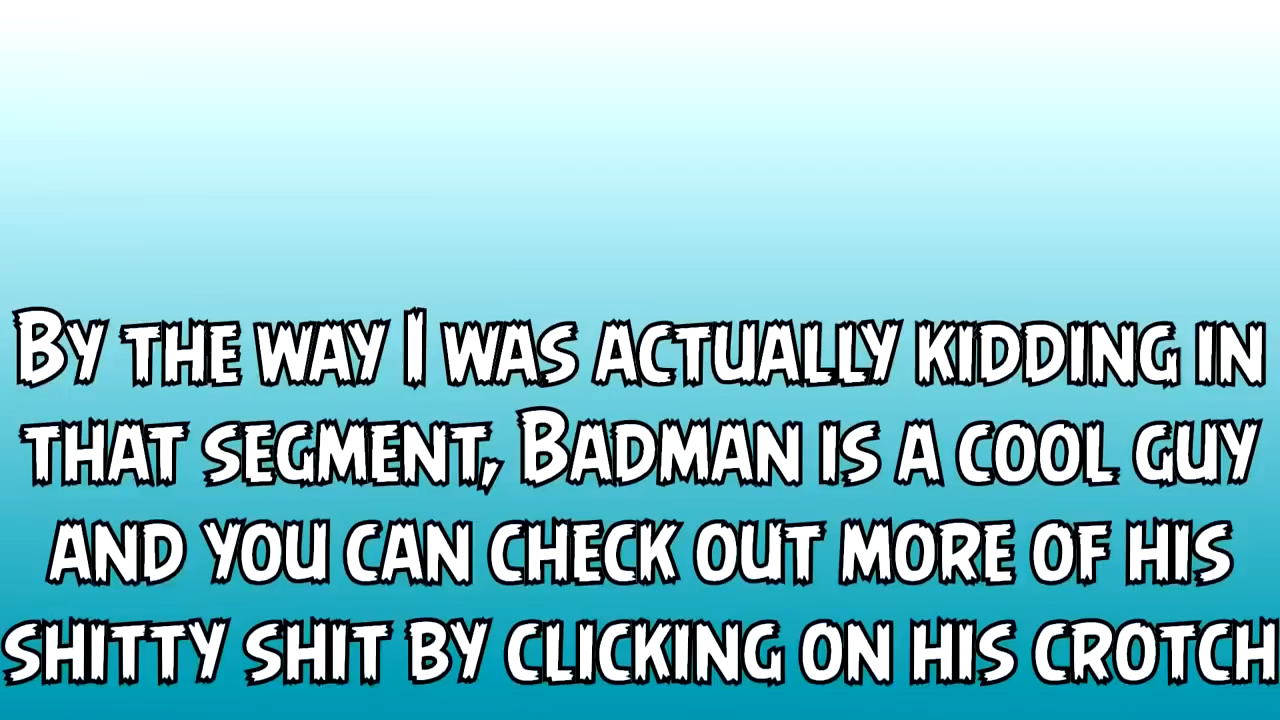 By the way I was actually kidding in
that segment, Badman is a cool guy
and you can check out more of his
shitty shit by clicking on his crotch